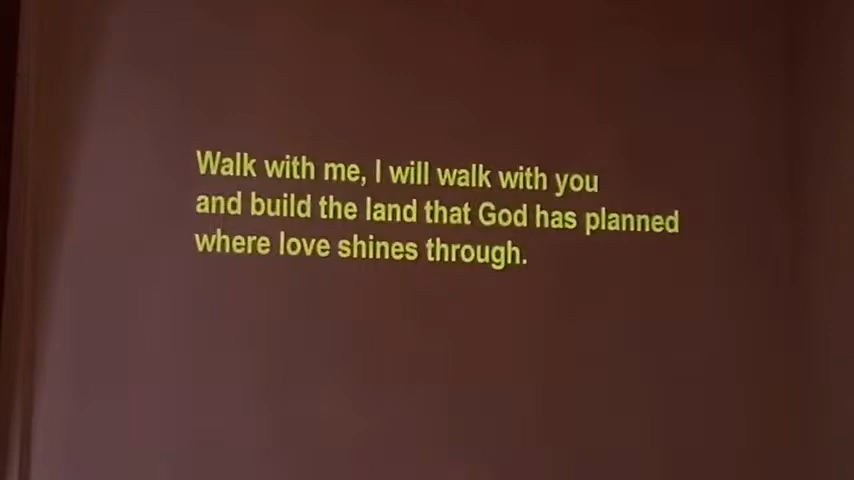 Walk with me, I will walk with you
and build the land that God has planned
where love shines through.